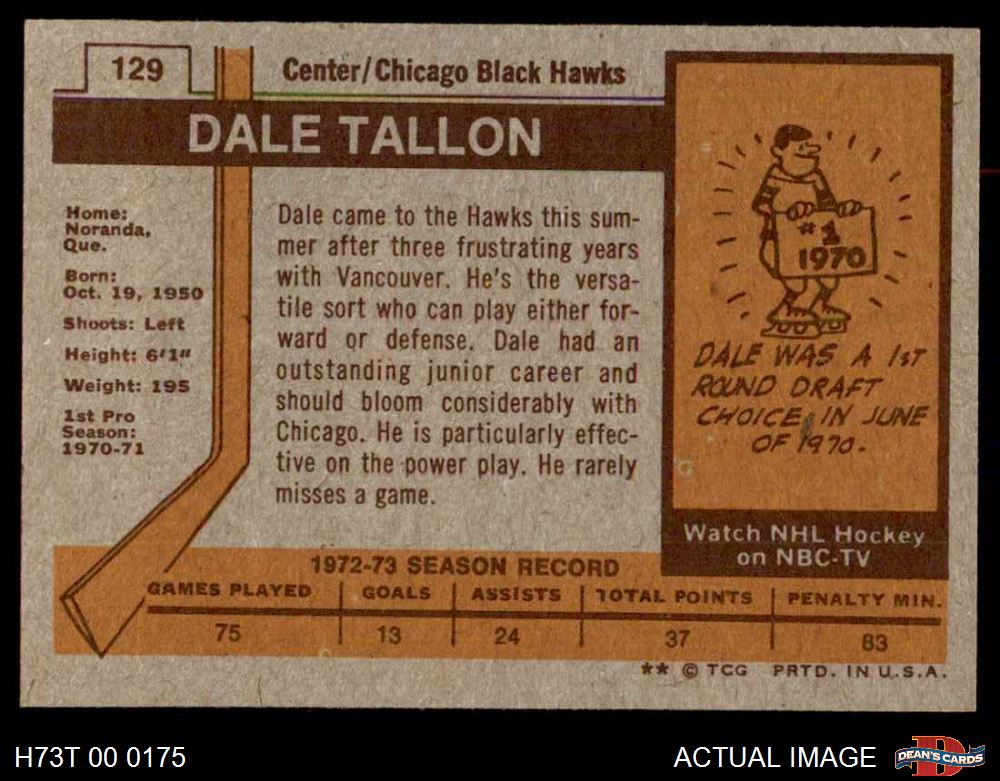 129
Center/Chicago Black Hawks
DALE TALLON
Home:
Noranda,
Que.
Born:
Oct. 19, 1950
Shoots: Left
Height: 6'1"
Weight: 195
1st Pro
Season:
1970-71
Dale came to the Hawks this sum-
mer after three frustrating years
with Vancouver. He's the versa-
tile sort who can play either for-
ward or defense. Dale had an
outstanding junior career and
should bloom considerably with
Chicago. He is particularly effec-
tive on the power play. He rarely
misses a game.
#1
1970
DALE WAS A 1ST
ROUND DRAFT
CHOICE IN JUNE
OF 1970.
Watch NHL Hockey
on NBC-TV
1972-73 SEASON RECORD
GAMES PLAYED GOALS ASSISTS TOTAL POINTS PENALTY MIN.
75 13 24 37 83
** © TCG PRTD. IN U.S.A.
H73T 00 0175
ACTUAL IMAGE
D
DEAN'S CARDS